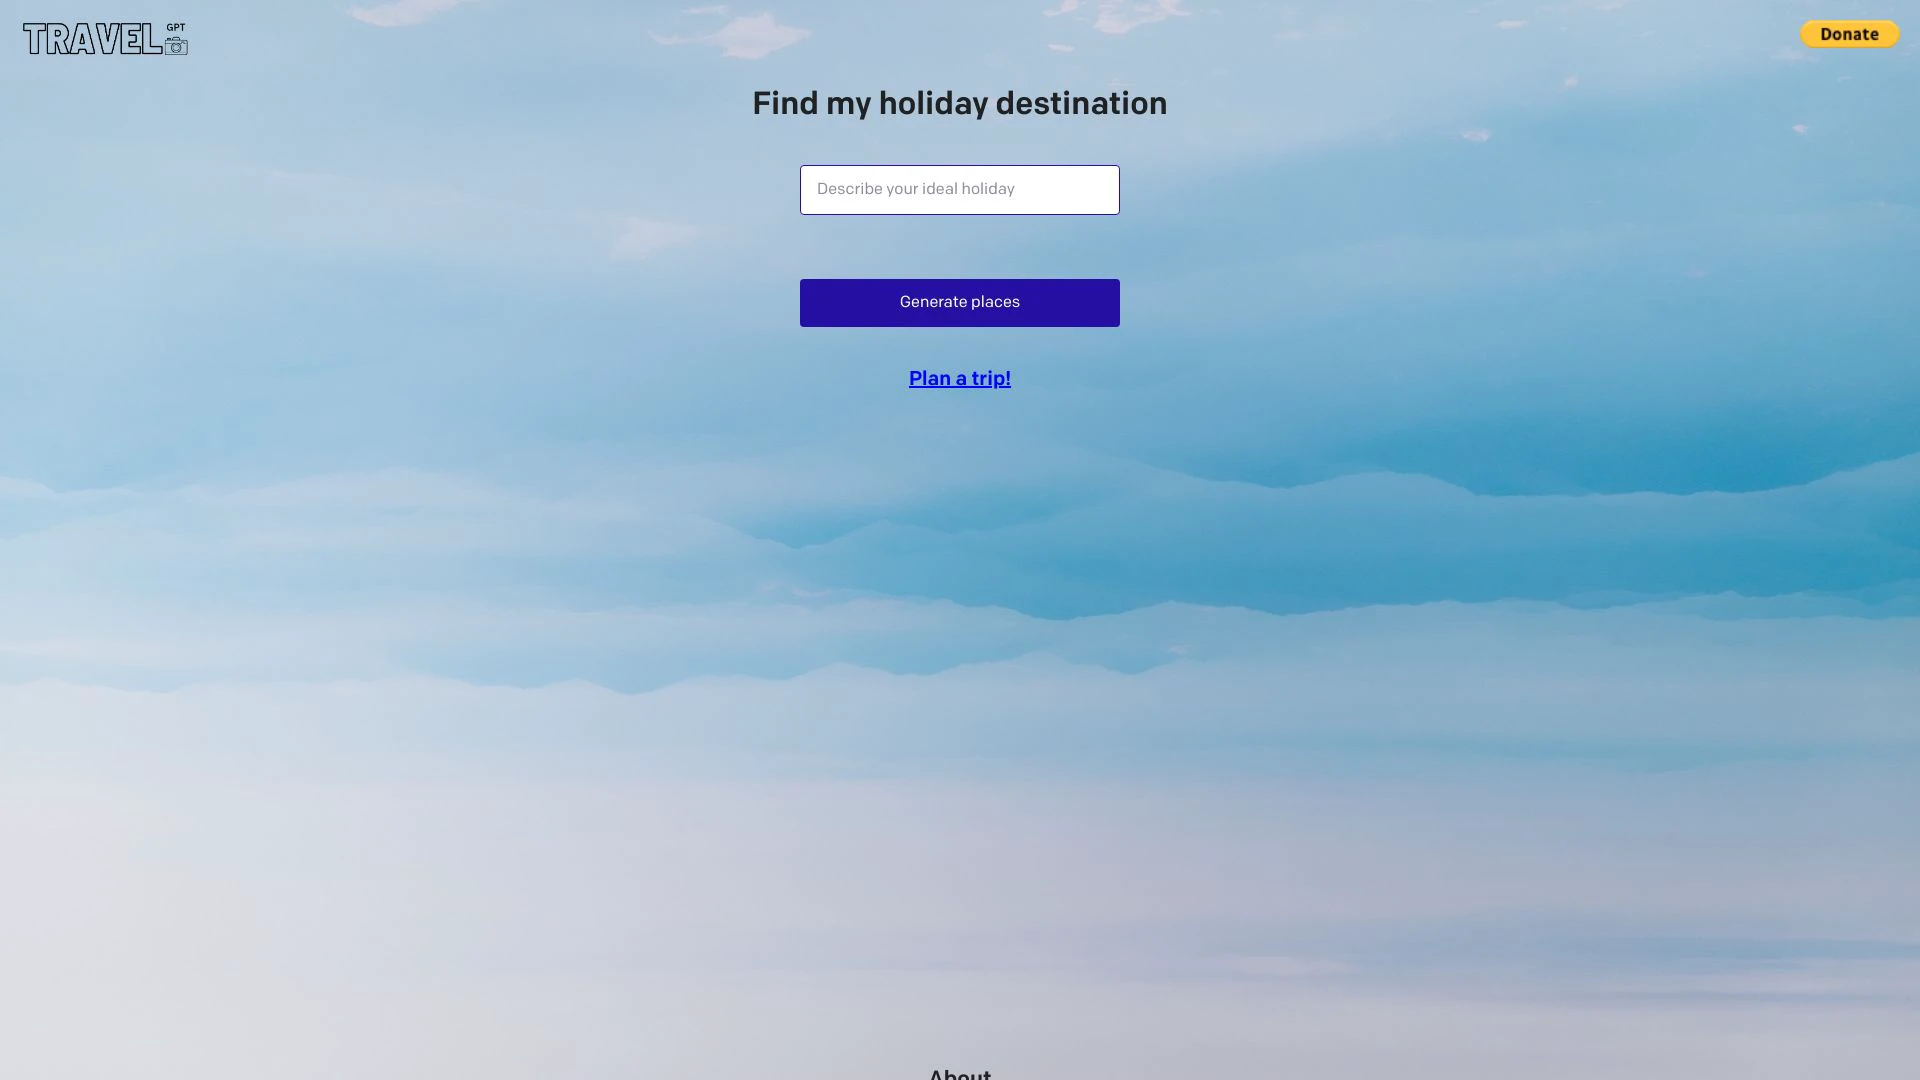 TRAVEL GPT
Donate
Find my holiday destination
Describe your ideal holiday
Generate places
Plan a trip!
About